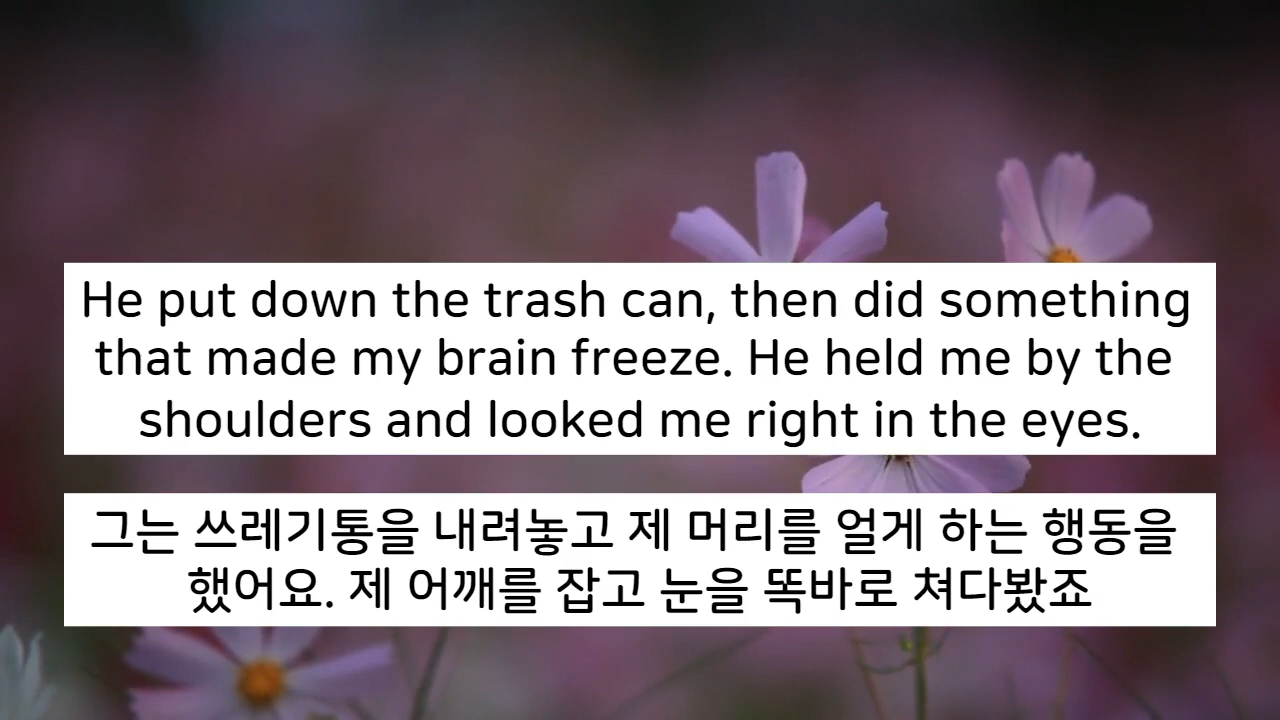 He put down the trash can, then did something
that made my brain freeze. He held me by the
shoulders and looked me right in the eyes.
그는 쓰레기통을 내려놓고 제 머리를 얼게 하는 행동을
했어요. 제 어깨를 잡고 눈을 똑바로 쳐다봤죠